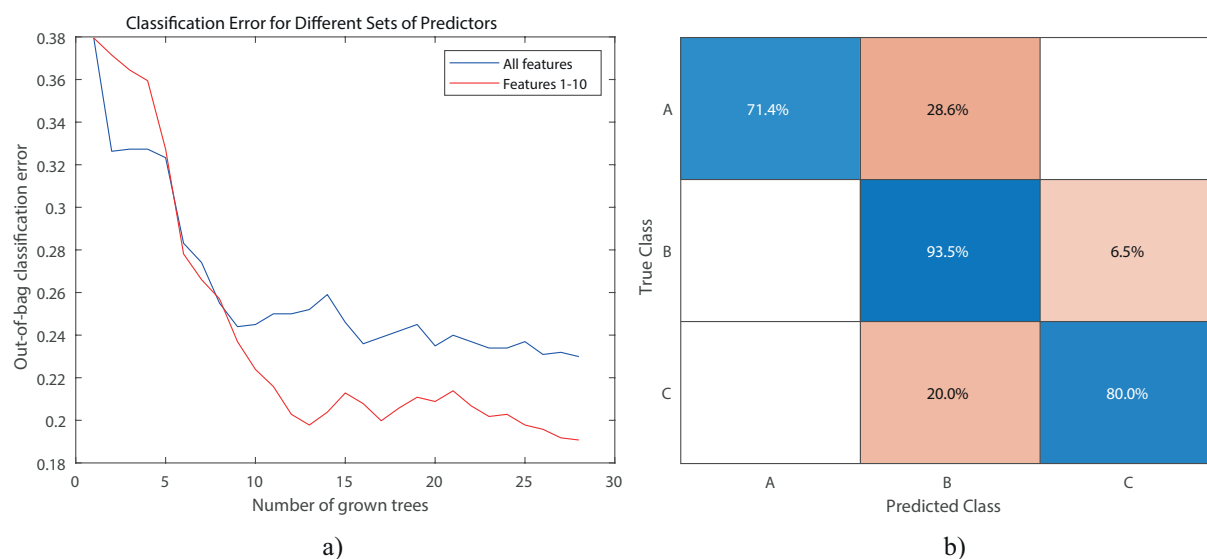 Classification Error for Different Sets of Predictors
0.38
0.36
0.34
0.32
0.3
0.28
0.26
0.24
0.22
0.2
0.18
Out-of-bag classification error
All features
Features 1-10
0 5 10 15 20 25 30
Number of grown trees
a)
True Class
A 71.4% 28.6%
B 93.5% 6.5%
C 20.0% 80.0%
A B C
Predicted Class
b)